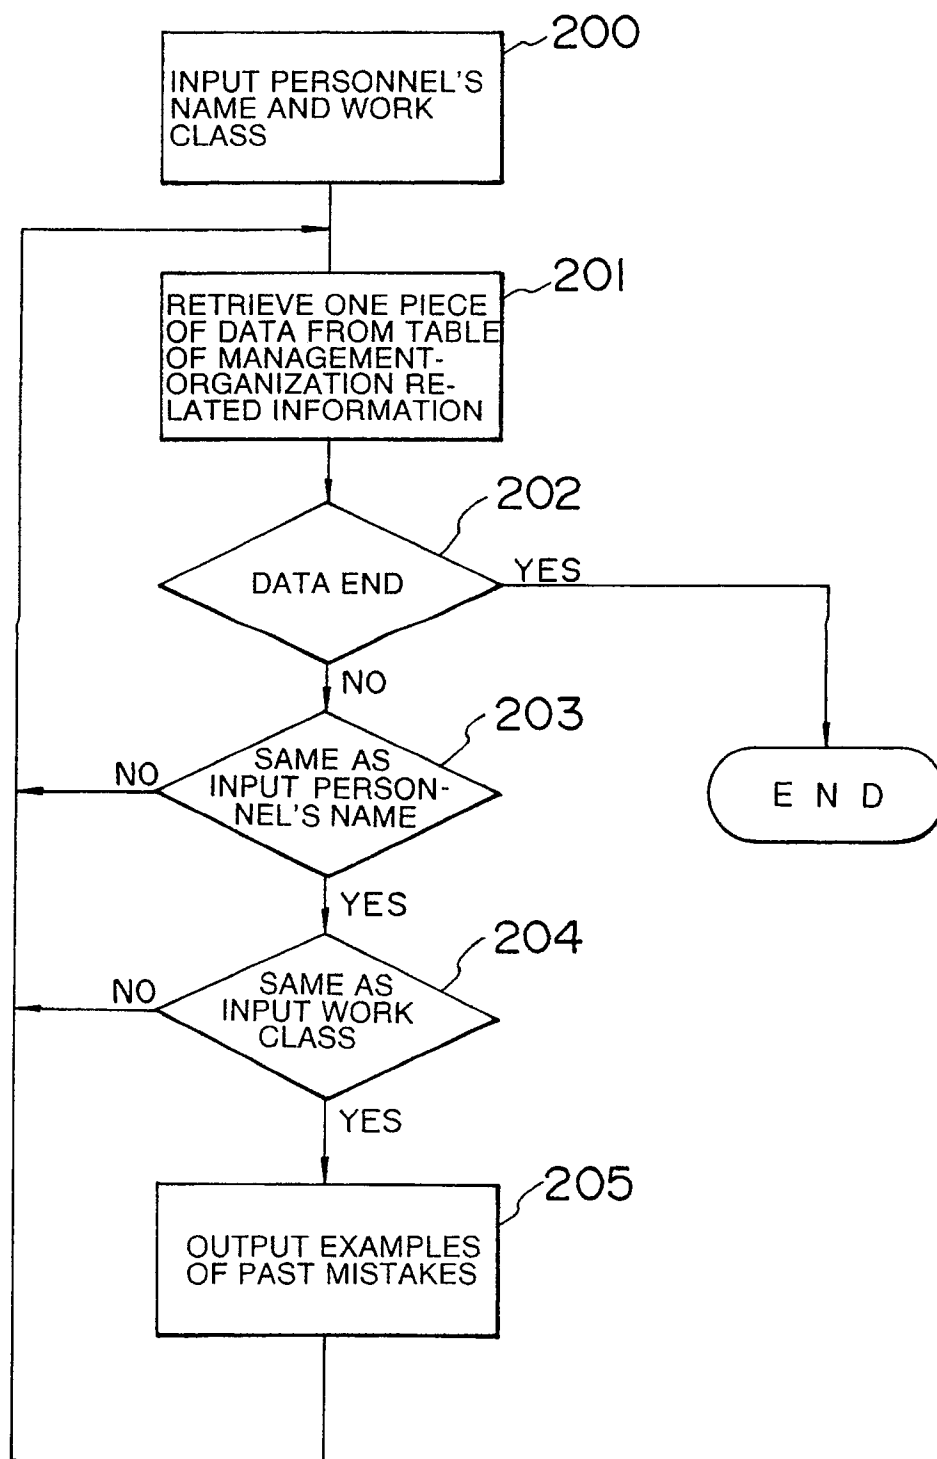 200
INPUT PERSONNEL'S
NAME AND WORK
CLASS
201
RETRIEVE ONE PIECE
OF DATA FROM TABLE
OF MANAGEMENT-
ORGANIZATION RE-
LATED INFORMATION
202
DATA END
YES
NO
203
SAME AS
INPUT PERSON-
NEL'S NAME
NO
END
YES
204
SAME AS
INPUT WORK
CLASS
NO
YES
205
OUTPUT EXAMPLES
OF PAST MISTAKES